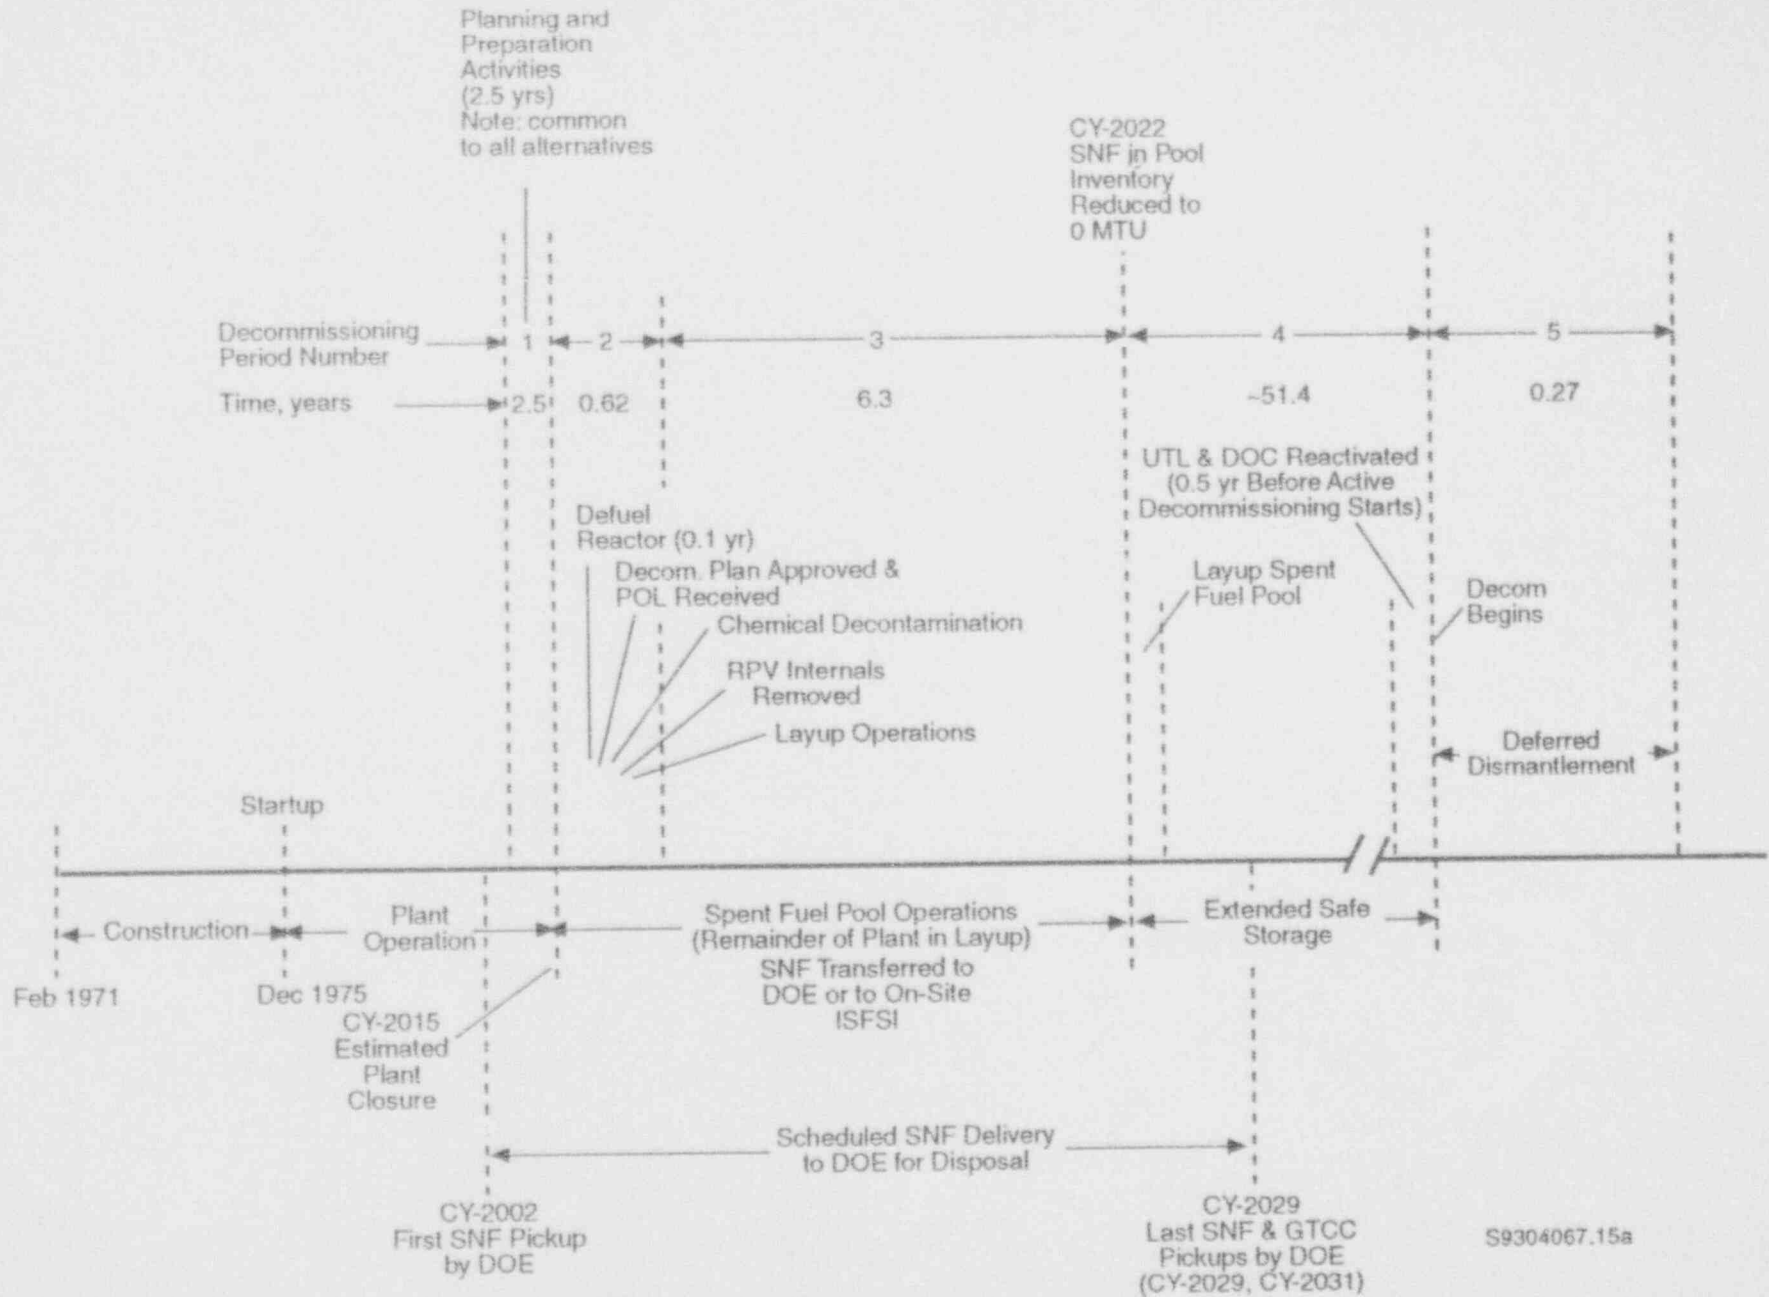 Planning and
Preparation
Activities
(2.5 yrs)
Note: common
to all alternatives
CY-2022
SNF in Pool
Inventory
Reduced to
0 MTU
Decommissioning
Period Number
1
2
3
4
5
Time, years
2.5
0.62
6.3
~51.4
0.27
UTL & DOC Reactivated
(0.5 yr Before Active
Decommissioning Starts)
Defuel
Reactor (0.1 yr)
Decom. Plan Approved &
POL Received
Chemical Decontamination
RPV Internals
Removed
Layup Operations
Layup Spent
Fuel Pool
Decom
Begins
Deferred
Dismantlement
Startup
Construction
Plant
Operation
Spent Fuel Pool Operations
(Remainder of Plant in Layup)
SNF Transferred to
DOE or to On-Site
ISFSI
Extended Safe
Storage
Feb 1971
Dec 1975
CY-2015
Estimated
Plant
Closure
Scheduled SNF Delivery
to DOE for Disposal
CY-2002
First SNF Pickup
by DOE
CY-2029
Last SNF & GTCC
Pickups by DOE
(CY-2029, CY-2031)
S9304067.15a